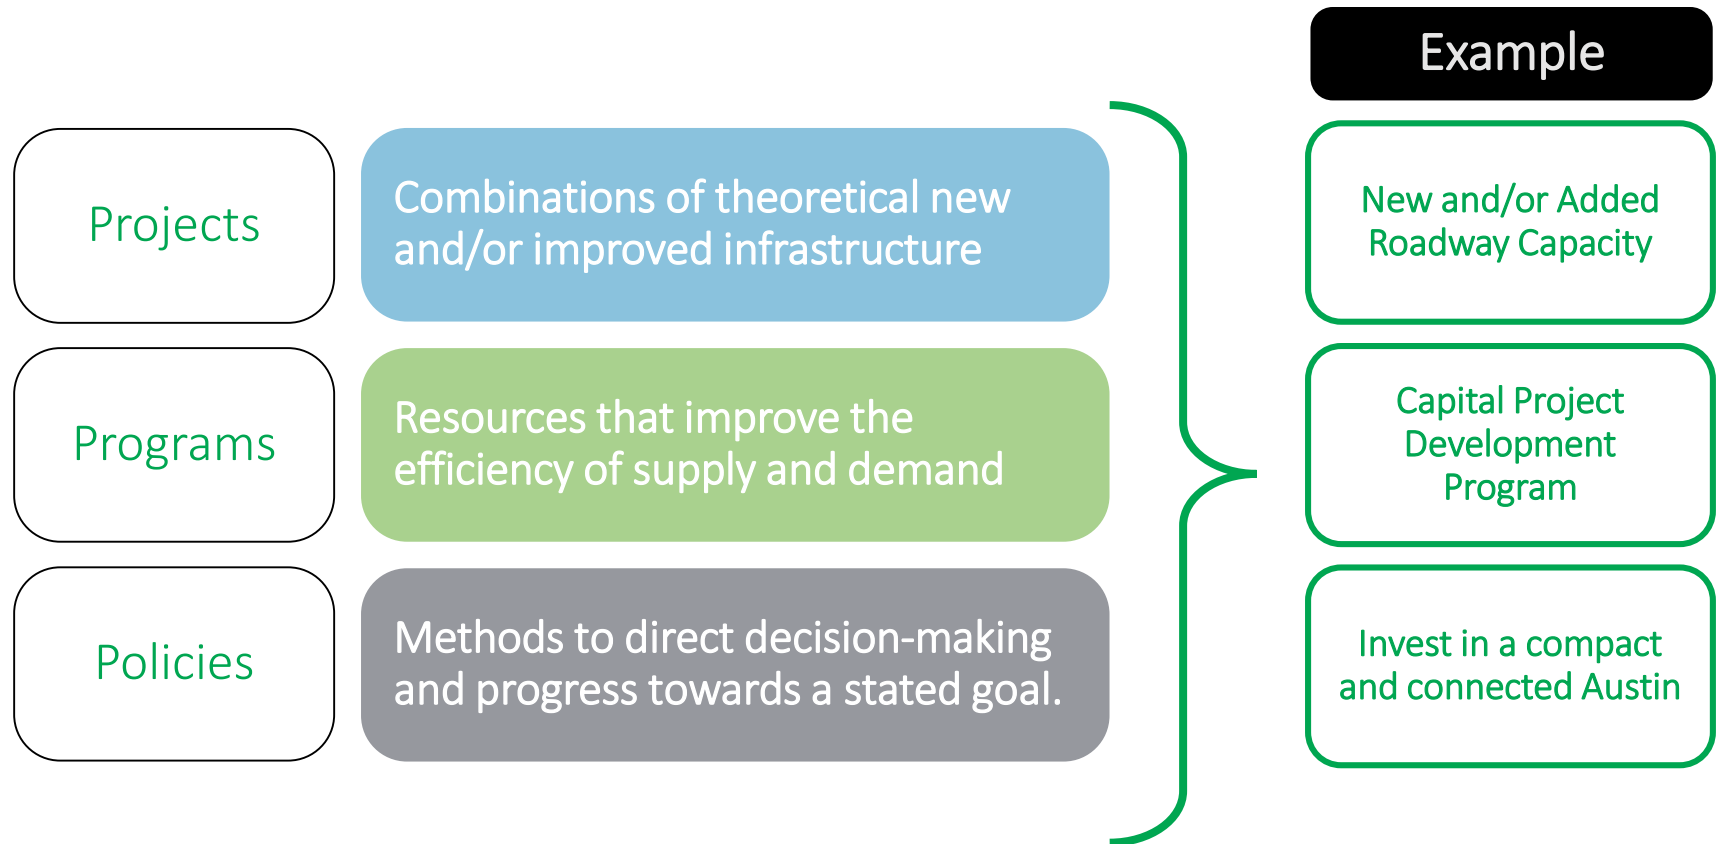 Example
Projects
Combinations of theoretical new
and/or improved infrastructure
New and/or Added
Roadway Capacity
Programs
Resources that improve the
efficiency of supply and demand
Capital Project
Development
Program
Policies
Methods to direct decision-making
and progress towards a stated goal.
Invest in a compact
and connected Austin